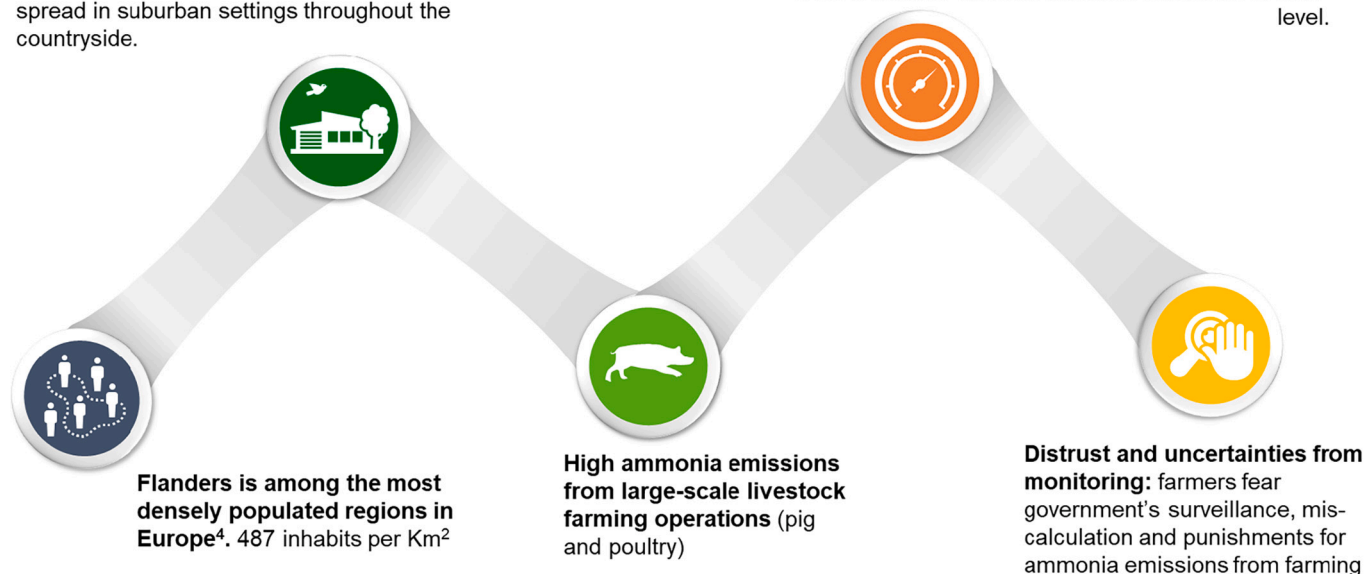 spread in suburban settings throughout the
countryside.
level.
Flanders is among the most
densely populated regions in
Europe⁴. 487 inhabits per Km²
High ammonia emissions
from large-scale livestock
farming operations (pig
and poultry)
Distrust and uncertainties from
monitoring: farmers fear
government's surveillance, mis-
calculation and punishments for
ammonia emissions from farming